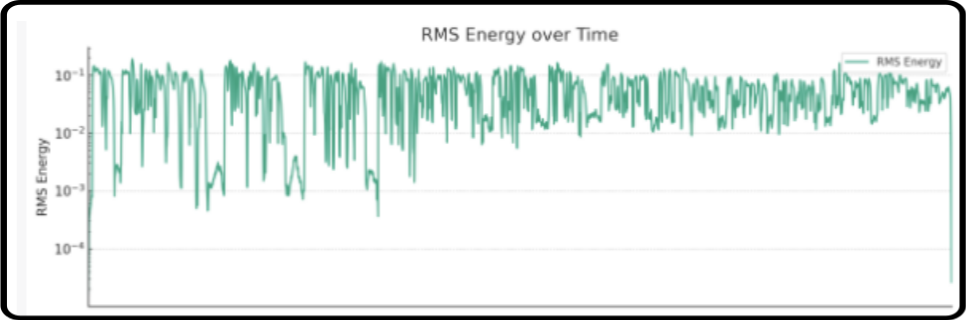 RMS Energy over Time
RMS Energy
10⁻¹
10⁻²
10⁻³
10⁻⁴
RMS Energy